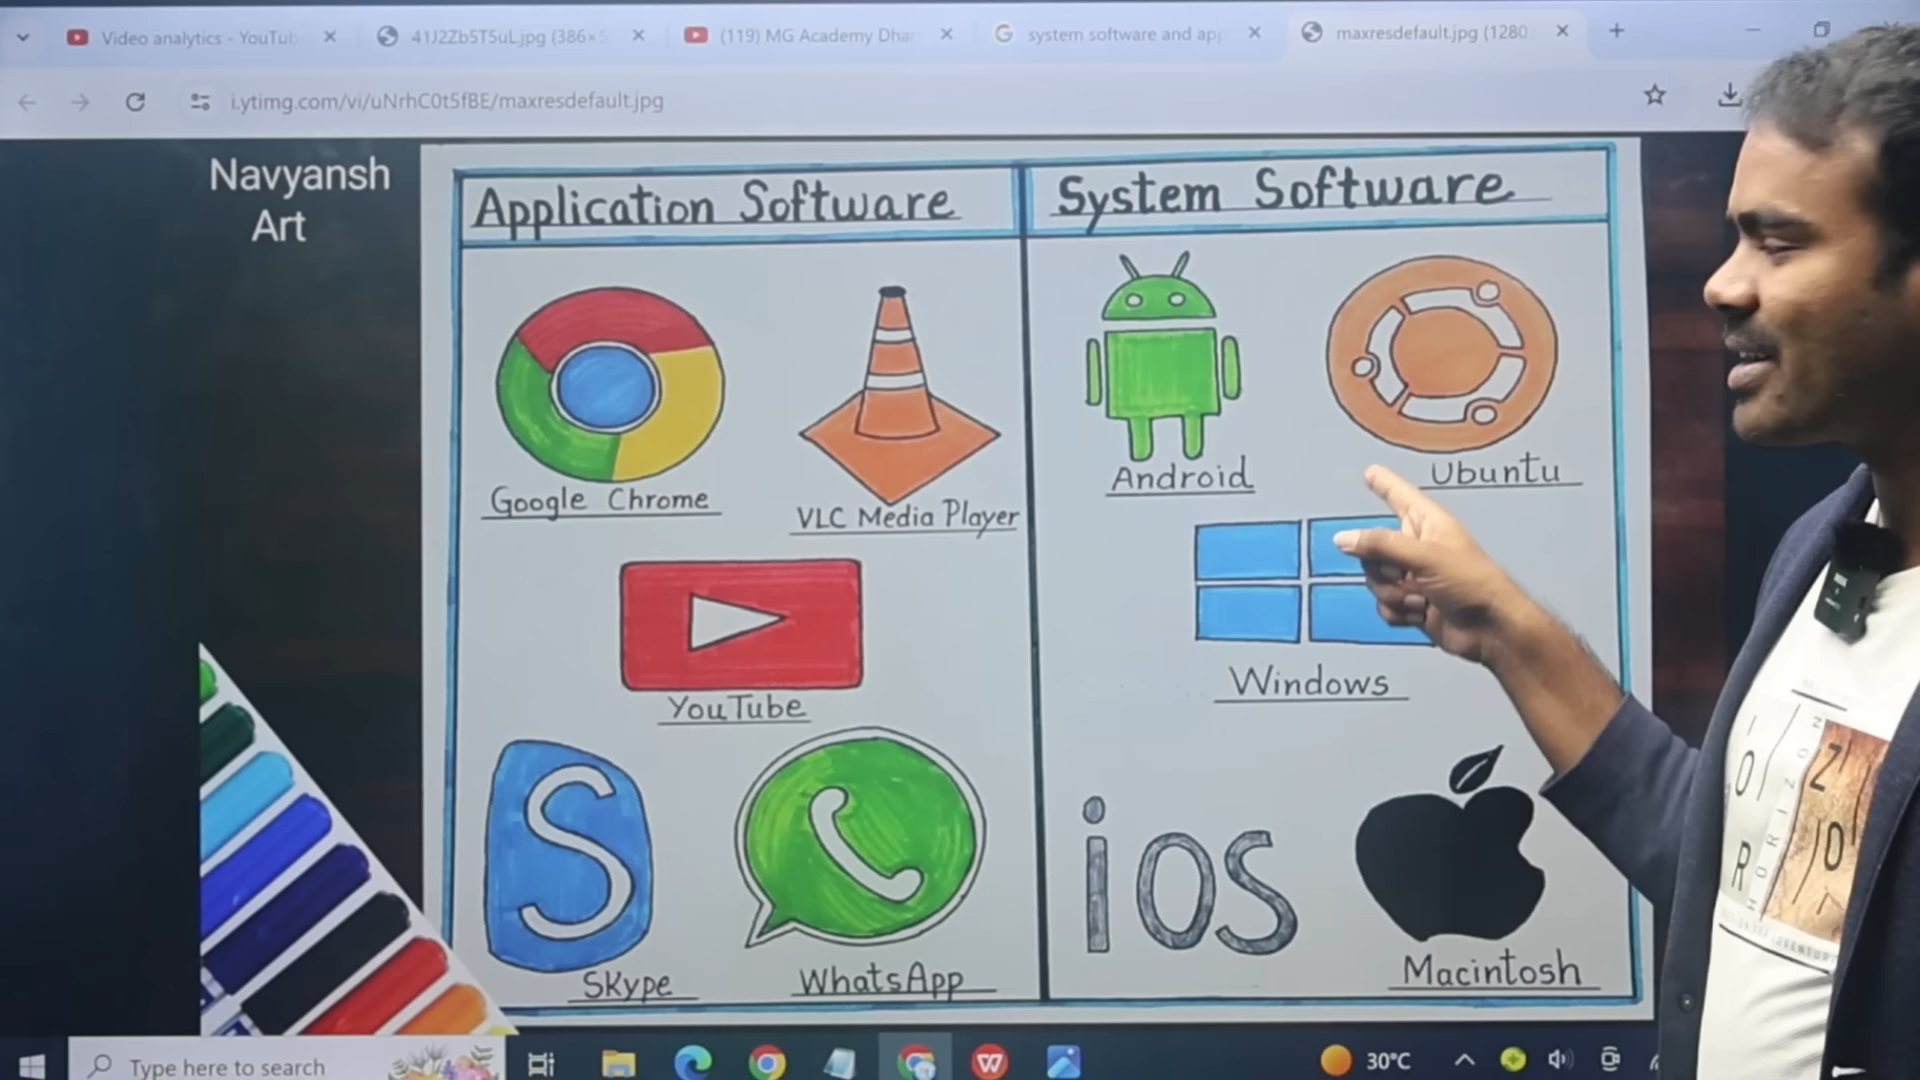 Video analytics - YouTub
41J2Zb5T5uL.jpg (386×5
(119) MG Academy Dha
system software and app
maxresdefault.jpg (1280
i.ytimg.com/vi/uNrhC0t5fBE/maxresdefault.jpg
Navyansh
Art
Application Software
System Software
Google Chrome
VLC Media Player
Android
Ubuntu
YouTube
Windows
S
iOS
Skype
WhatsApp
Macintosh
Type here to search
30°C